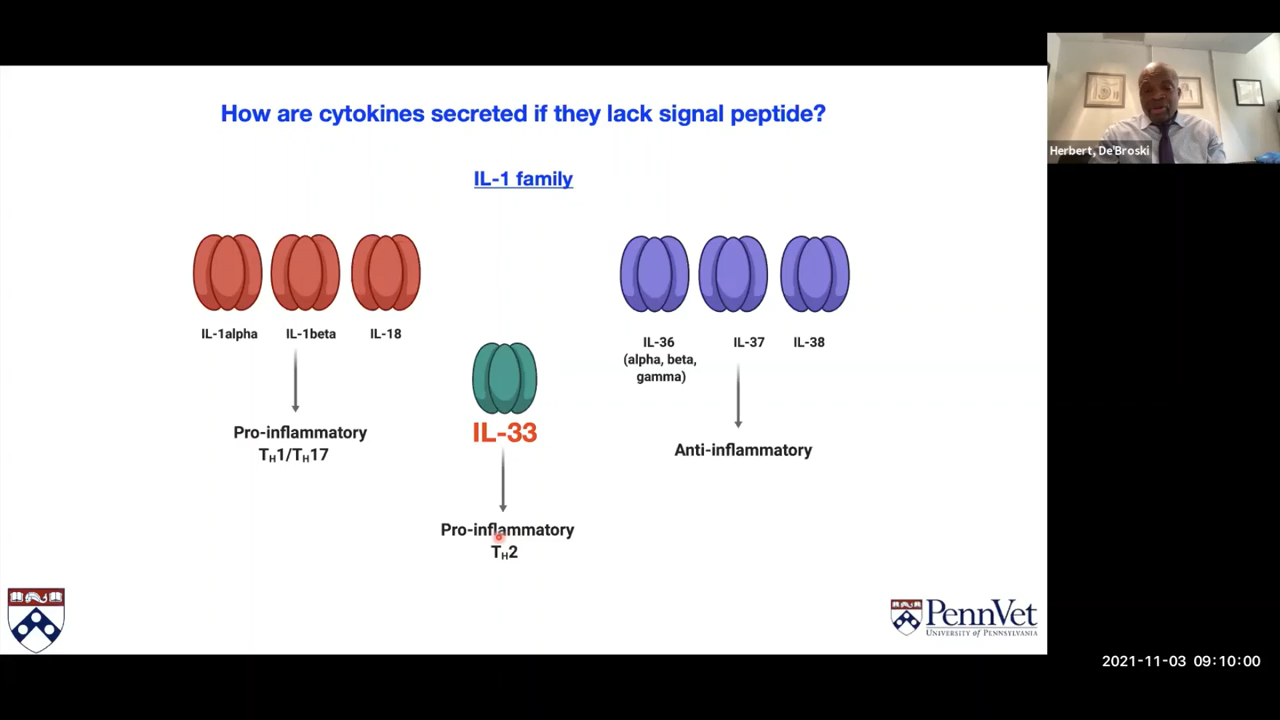 How are cytokines secreted if they lack signal peptide?
IL-1 family
IL-1alpha
IL-1beta
IL-18
Pro-inflammatory
TH1/TH17
IL-33
Pro-inflammatory
TH2
IL-36
(alpha, beta,
gamma)
IL-37
IL-38
Anti-inflammatory
PennVet
UNIVERSITY OF PENNSYLVANIA
Herbert, De'Broski
2021-11-03 09:10:00